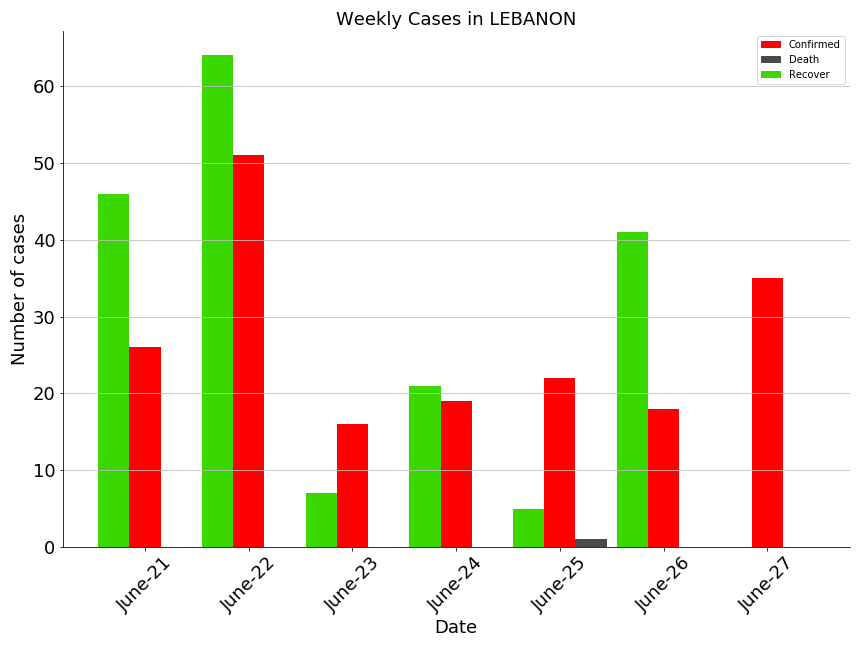 Weekly Cases in LEBANON
Confirmed
Death
Recover
Number of cases
60
50
40
30
20
10
0
June-21
June-22
June-23
June-24
June-25
June-26
June-27
Date